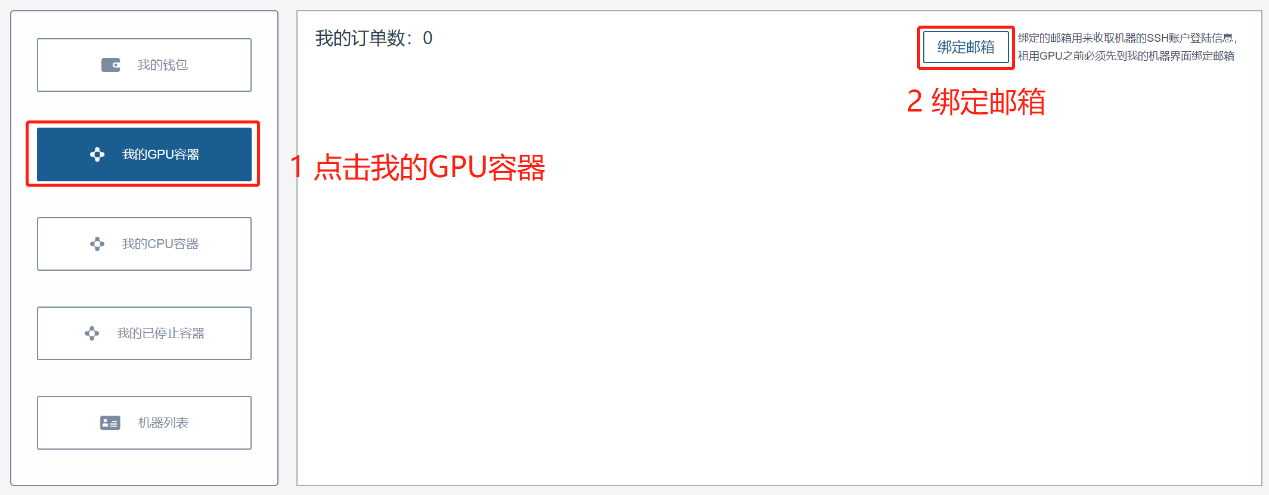 我的钱包
我的GPU容器
我的CPU容器
我的已停止容器
机器列表
我的订单数：0
绑定邮箱
绑定的邮箱用来收取机器的SSH账户登陆信息，
租用GPU之前必须先到我的机器界面绑定邮箱
2 绑定邮箱
1 点击我的GPU容器